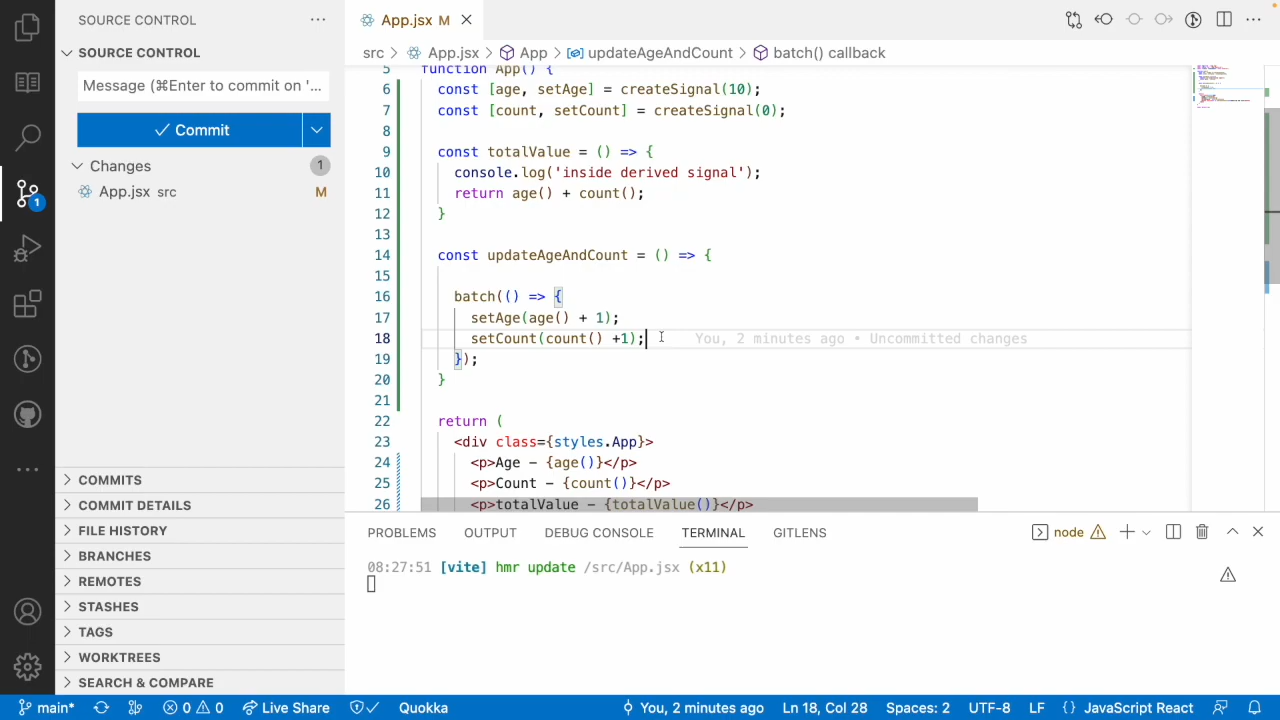 SOURCE CONTROL
App.jsx M
SOURCE CONTROL
src > App.jsx > App > updateAgeAndCount > batch() callback
Message (⌘Enter to commit on '...
Commit
Changes 1
App.jsx src M
1
COMMITS
COMMIT DETAILS
FILE HISTORY
BRANCHES
REMOTES
STASHES
TAGS
WORKTREES
SEARCH & COMPARE
5 function App() {
6 const [age, setAge] = createSignal(10);
7 const [count, setCount] = createSignal(0);
8
9 const totalValue = () => {
10 console.log('inside derived signal');
11 return age() + count();
12 }
13
14 const updateAgeAndCount = () => {
15
16 batch(() => {
17 setAge(age() + 1);
18 setCount(count() +1); You, 2 minutes ago • Uncommitted changes
19 });
20 }
21
22 return (
23 <div class={styles.App}>
24 <p>Age – {age()}</p>
25 <p>Count – {count()}</p>
26 <p>totalValue – {totalValue()}</p>
PROBLEMS OUTPUT DEBUG CONSOLE TERMINAL GITLENS
node
08:27:51 [vite] hmr update /src/App.jsx (x11)
main* 0 0 Live Share Quokka You, 2 minutes ago Ln 18, Col 28 Spaces: 2 UTF-8 LF {} JavaScript React